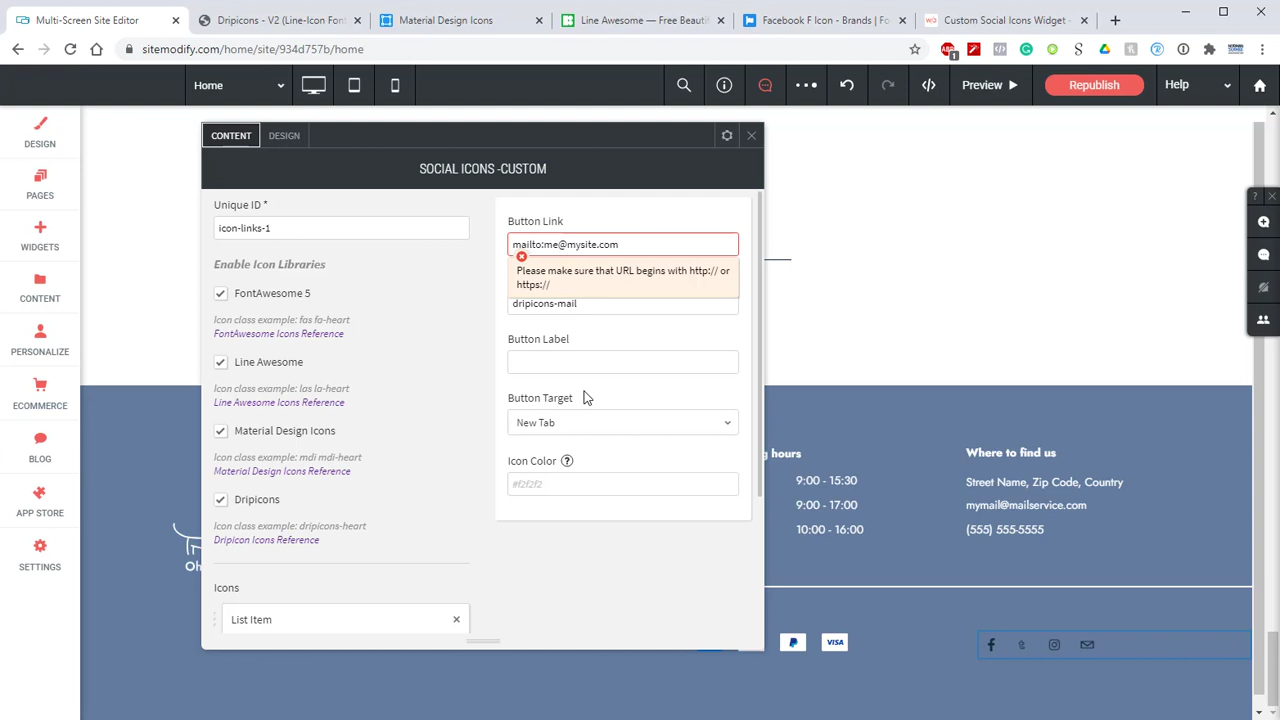 Multi-Screen Site Editor
Dripicons - V2 (Line-Icon Font
Material Design Icons
Line Awesome — Free Beauti
Facebook F Icon - Brands | Fo
Custom Social Icons Widget -
sitemodify.com/home/site/934d757b/home
Home
Preview
Republish
Help
DESIGN
PAGES
WIDGETS
CONTENT
PERSONALIZE
ECOMMERCE
BLOG
APP STORE
SETTINGS
CONTENT
DESIGN
SOCIAL ICONS -CUSTOM
Unique ID *
icon-links-1
Enable Icon Libraries
FontAwesome 5
Icon class example: fas fa-heart
FontAwesome Icons Reference
Line Awesome
Icon class example: las la-heart
Line Awesome Icons Reference
Material Design Icons
Icon class example: mdi mdi-heart
Material Design Icons Reference
Dripicons
Icon class example: dripicons-heart
Dripicon Icons Reference
Icons
List Item
Button Link
mailto:me@mysite.com
Please make sure that URL begins with http:// or
https://
dripicons-mail
Button Label
Button Target
New Tab
Icon Color
#f2f2f2
Oh
g hours
9:00 - 15:30
9:00 - 17:00
10:00 - 16:00
Where to find us
Street Name, Zip Code, Country
mymail@mailservice.com
(555) 555-5555
VISA